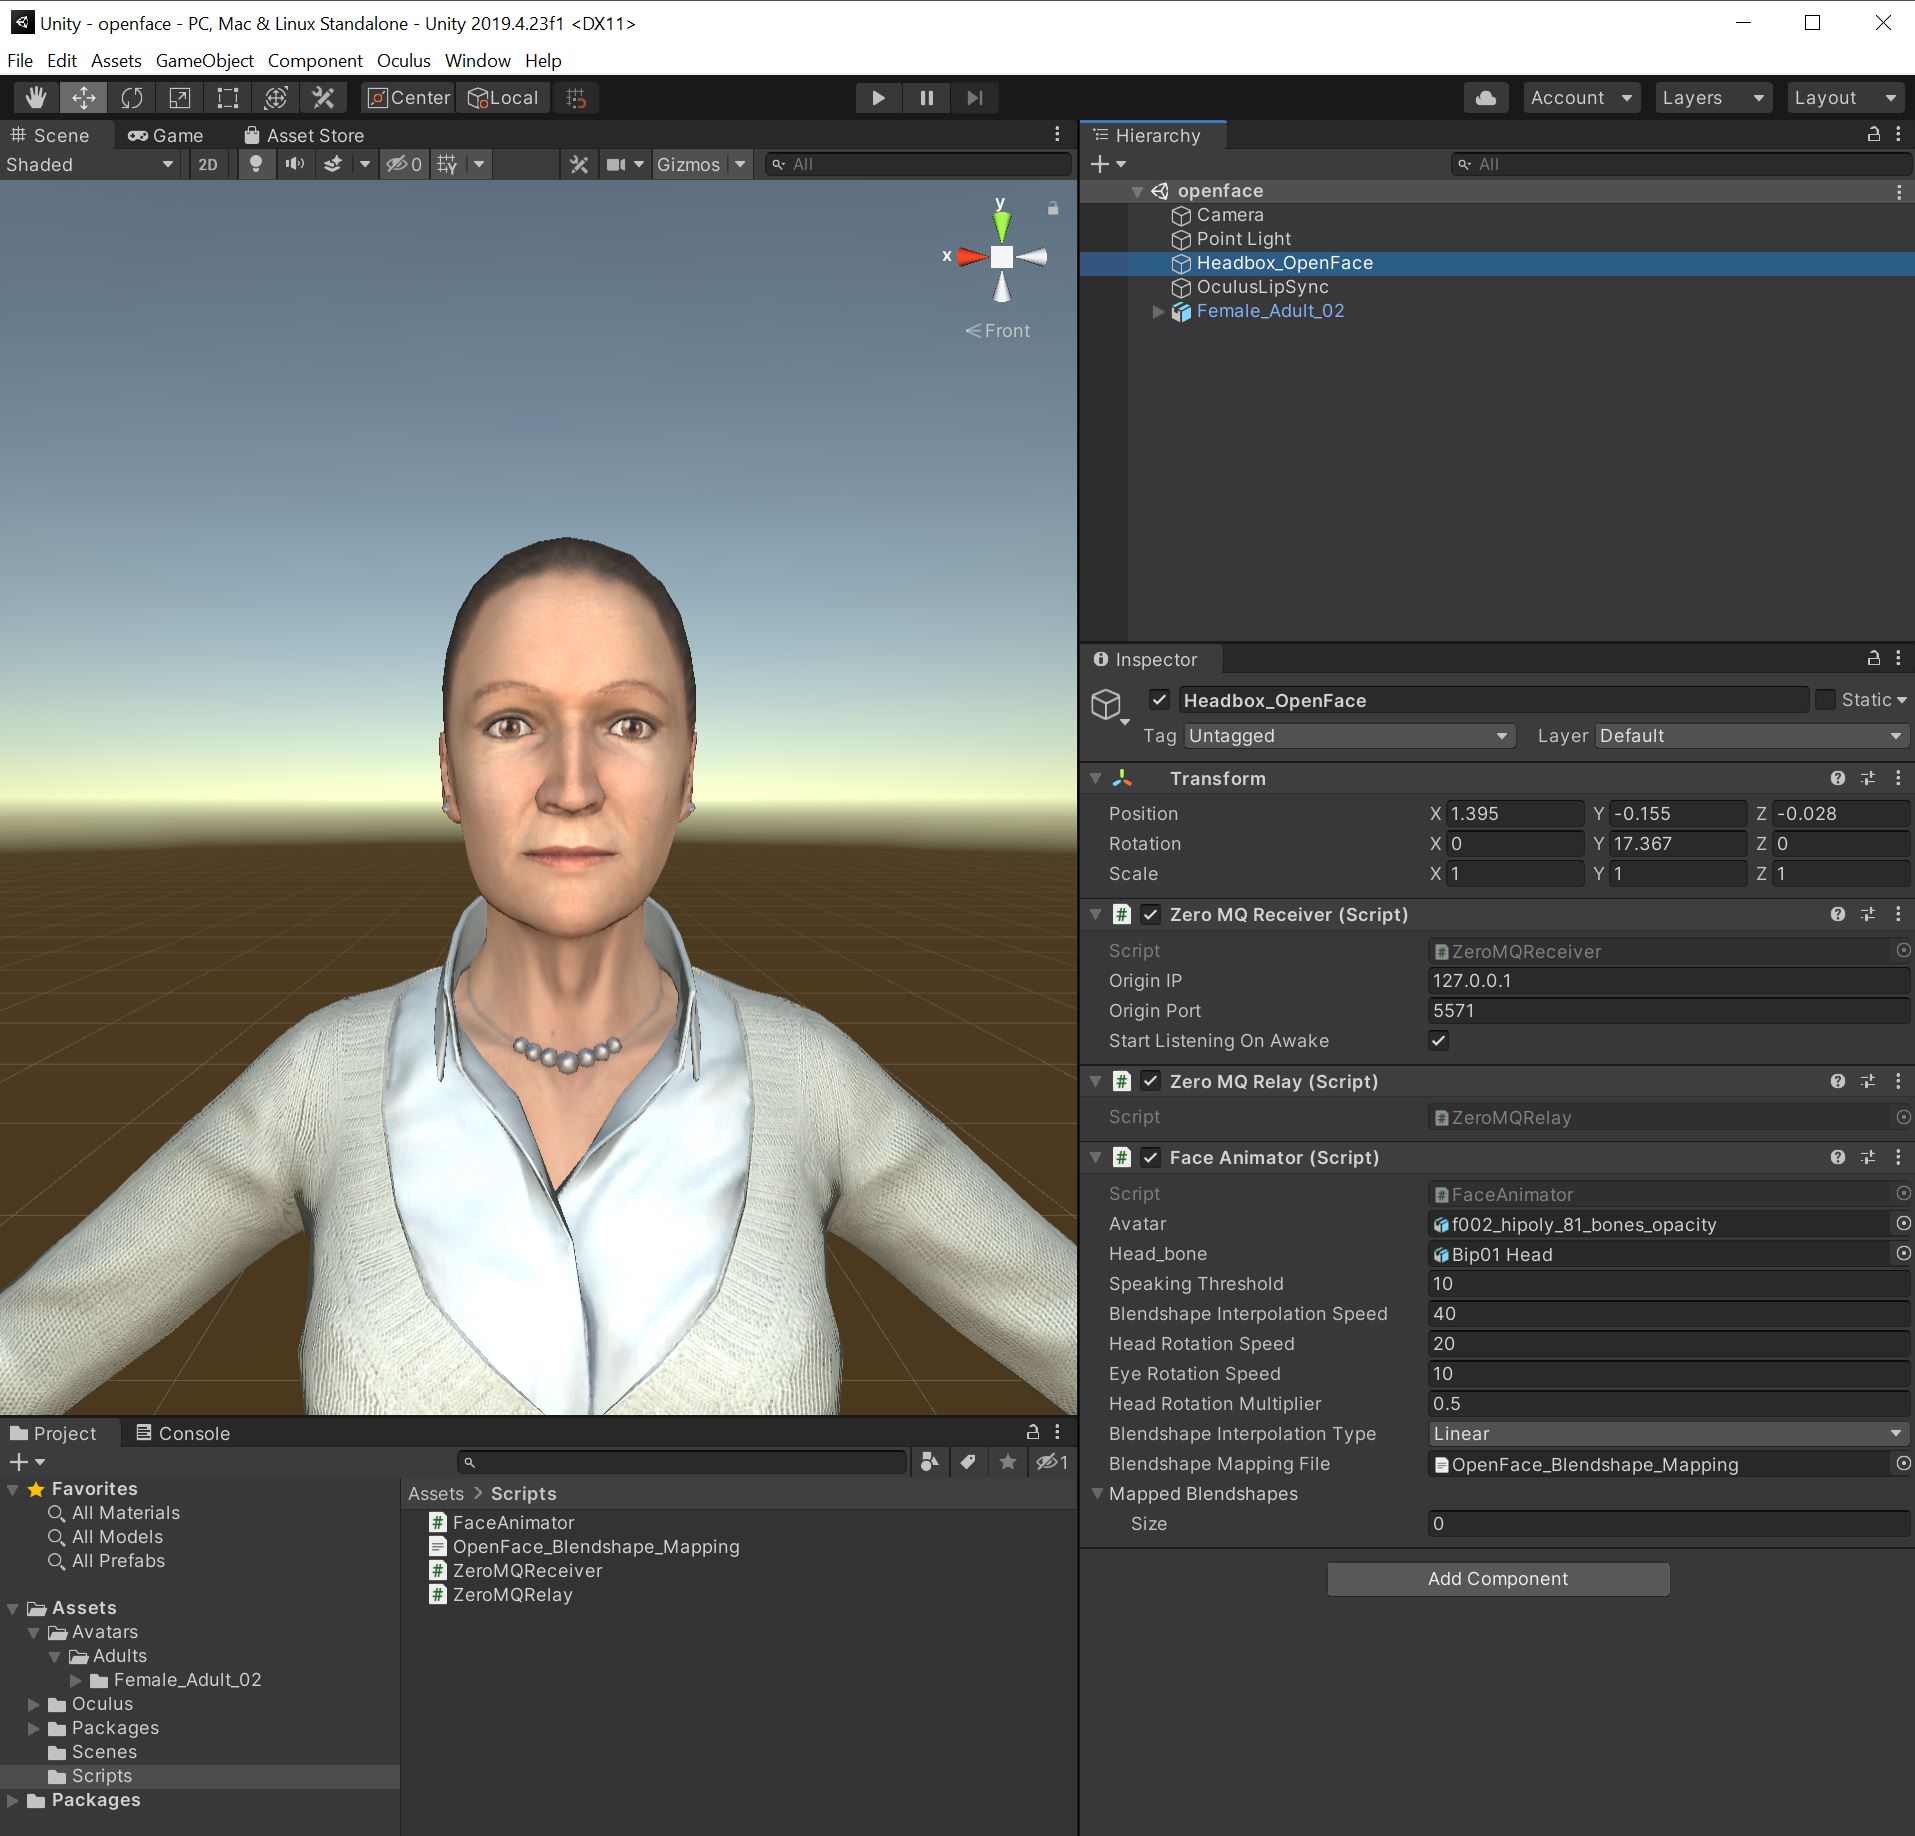 Unity - openface - PC, Mac & Linux Standalone - Unity 2019.4.23f1 <DX11>
File Edit Assets GameObject Component Oculus Window Help
Center Local Account Layers Layout
Scene Game Asset Store
Shaded 2D 0 Gizmos All
y
x
Front
Hierarchy
All
openface
Camera
Point Light
Headbox_OpenFace
OculusLipSync
Female_Adult_02
Inspector
Headbox_OpenFace Static
Tag Untagged Layer Default
Transform
Position X 1.395 Y -0.155 Z -0.028
Rotation X 0 Y 17.367 Z 0
Scale X 1 Y 1 Z 1
# Zero MQ Receiver (Script)
Script # ZeroMQReceiver
Origin IP 127.0.0.1
Origin Port 5571
Start Listening On Awake
# Zero MQ Relay (Script)
Script # ZeroMQRelay
# Face Animator (Script)
Script # FaceAnimator
Avatar f002_hipoly_81_bones_opacity
Head_bone Bip01 Head
Speaking Threshold 10
Blendshape Interpolation Speed 40
Head Rotation Speed 20
Eye Rotation Speed 10
Head Rotation Multiplier 0.5
Blendshape Interpolation Type Linear
Blendshape Mapping File OpenFace_Blendshape_Mapping
Mapped Blendshapes
Size 0
Add Component
Project Console
1
Favorites
All Materials
All Models
All Prefabs
Assets
Avatars
Adults
Female_Adult_02
Oculus
Packages
Scenes
Scripts
Packages
Assets > Scripts
# FaceAnimator
OpenFace_Blendshape_Mapping
# ZeroMQReceiver
# ZeroMQRelay